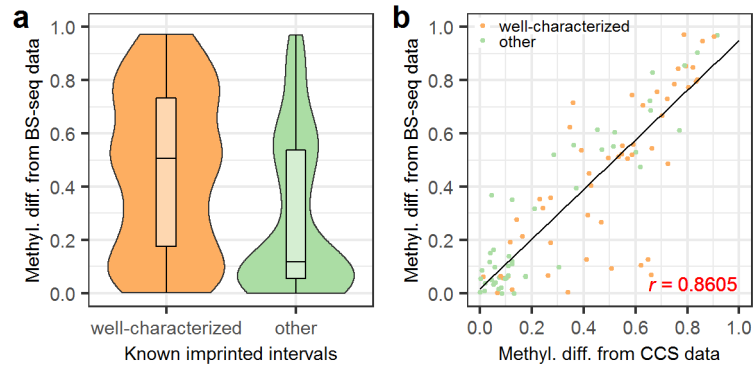 a
Methyl. diff. from BS-seq data
1.0
0.8
0.6
0.4
0.2
0.0
well-characterized other
Known imprinted intervals
b
Methyl. diff. from BS-seq data
1.0
0.8
0.6
0.4
0.2
0.0
well-characterized
other
r = 0.8605
0.0 0.2 0.4 0.6 0.8 1.0
Methyl. diff. from CCS data